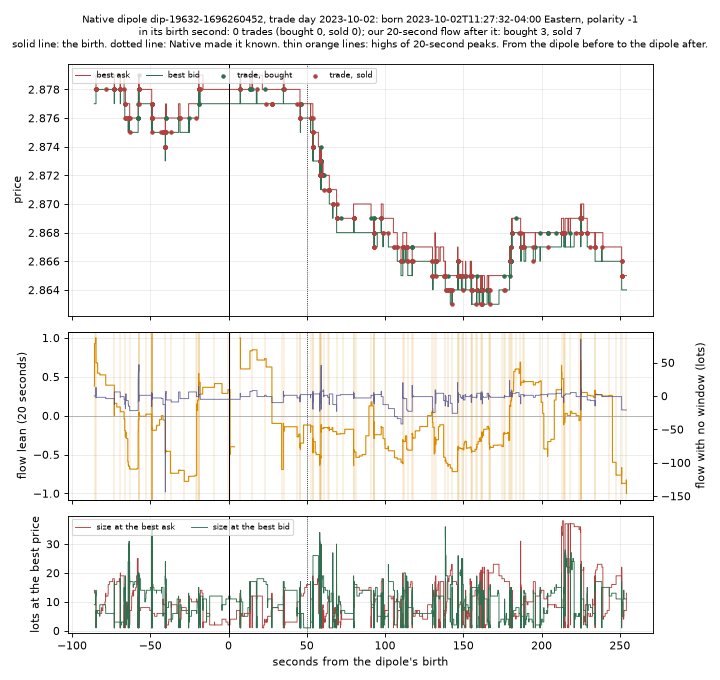 Native dipole dip-19632-1696260452, trade day 2023-10-02: born 2023-10-02T11:27:32-04:00 Eastern, polarity -1
in its birth second: 0 trades (bought 0, sold 0); our 20-second flow after it: bought 3, sold 7
solid line: the birth. dotted line: Native made it known. thin orange lines: highs of 20-second peaks. From the dipole before to the dipole after.
best ask
best bid
trade, bought
trade, sold
2.878
2.876
2.874
2.872
2.870
2.868
2.866
2.864
price
1.0
0.5
0.0
−0.5
−1.0
flow lean (20 seconds)
50
0
−50
−100
−150
flow with no window (lots)
size at the best ask
size at the best bid
30
20
10
0
lots at the best price
−100
−50
0
50
100
150
200
250
seconds from the dipole's birth